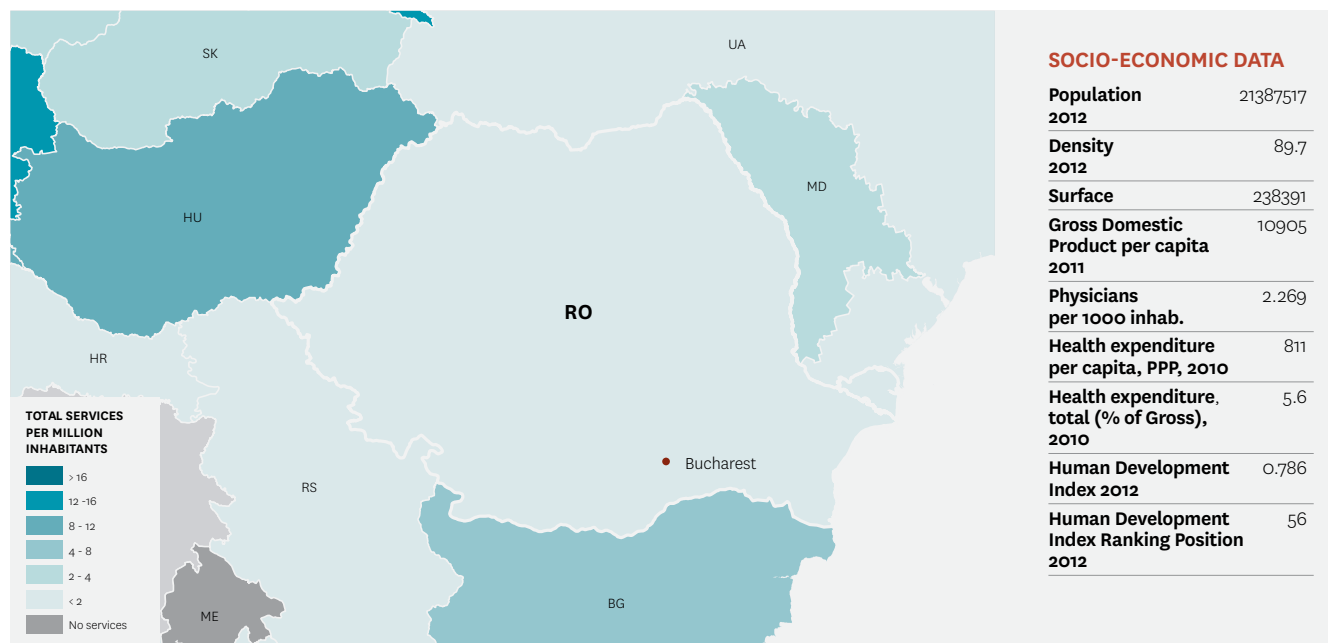 SK
UA
HU
MD
RO
HR
RS
Bucharest
BG
ME
TOTAL SERVICES
PER MILLION
INHABITANTS
> 16
12 -16
8 - 12
4 - 8
2 - 4
< 2
No services
SOCIO-ECONOMIC DATA
Population 21387517
2012
Density 89.7
2012
Surface 238391
Gross Domestic 10905
Product per capita
2011
Physicians 2.269
per 1000 inhab.
Health expenditure 811
per capita, PPP, 2010
Health expenditure, 5.6
total (% of Gross),
2010
Human Development 0.786
Index 2012
Human Development 56
Index Ranking Position
2012